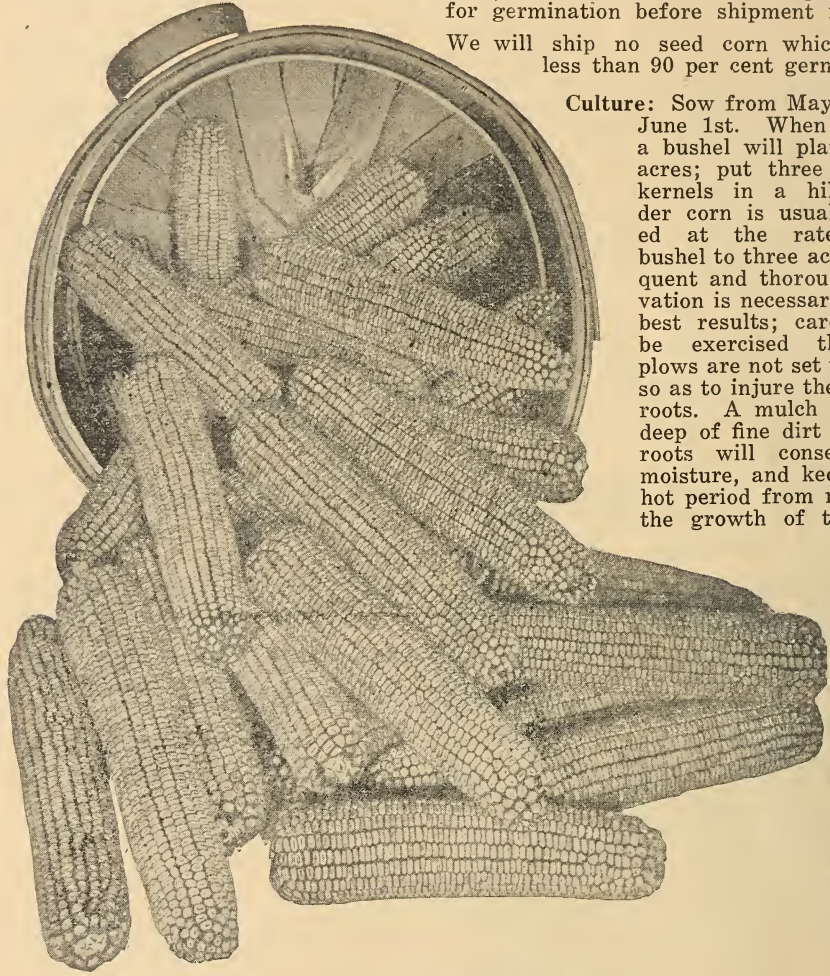 for germination before shipment
We will ship no seed corn whic
less than 90 per cent germ
Culture: Sow from May
June 1st. When
a bushel will pla
acres; put three
kernels in a hi
der corn is usua
ed at the rate
bushel to three ac
quent and thorou
vation is necessar
best results; car
be exercised t
plows are not set
so as to injure the
roots. A mulch
deep of fine dirt
roots will conse
moisture, and kee
hot period from
the growth of t